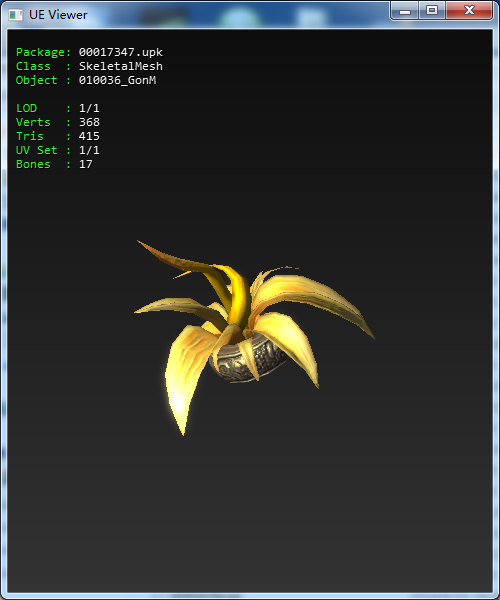 UE Viewer
Package: 00017347.upk
Class : SkeletalMesh
Object : 010036_GonM
LOD : 1/1
Verts : 368
Tris : 415
UV Set : 1/1
Bones : 17